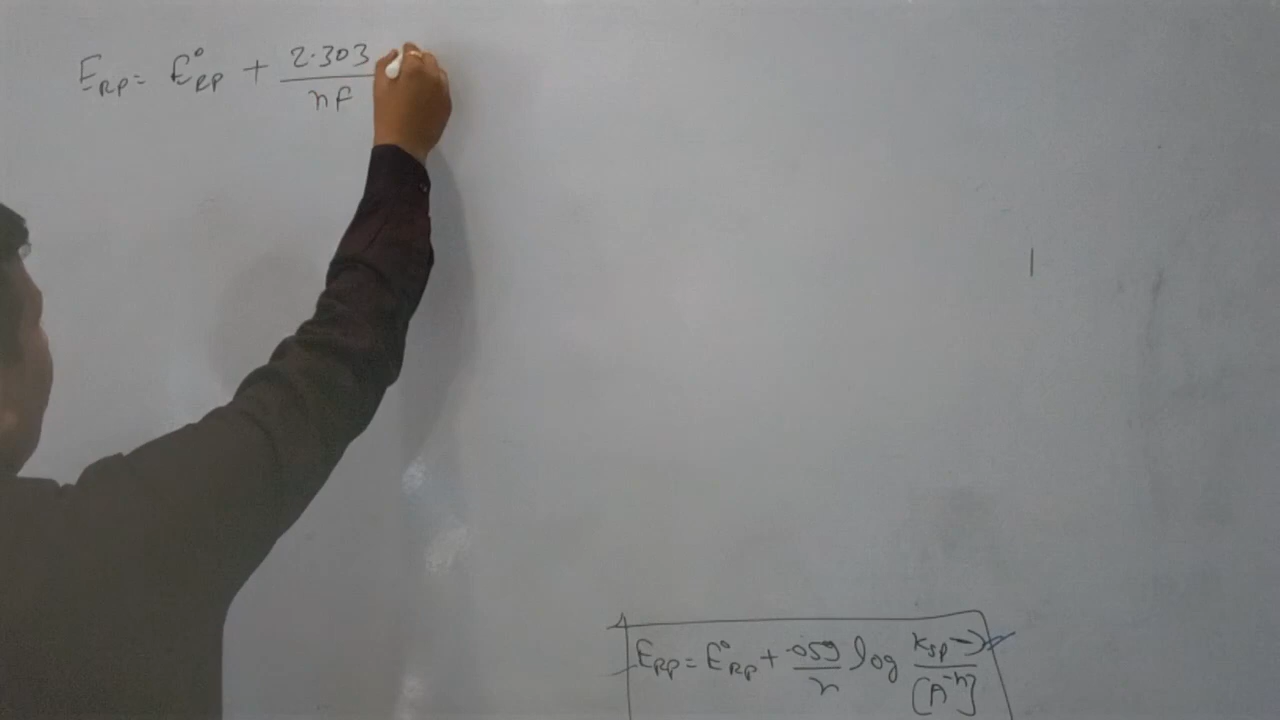 E_RP = E°_RP + 2.303 / nF
E_RP = E°_RP + .059 / n log Ksp / [A⁻ⁿ]